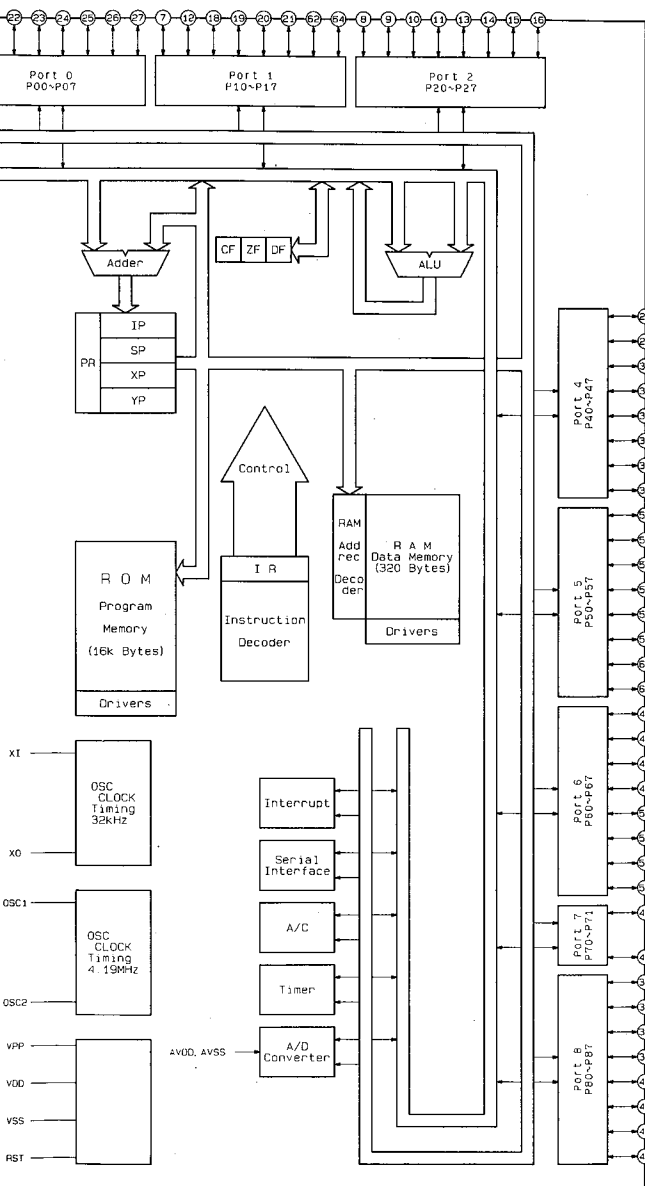 22 23 24 25 26 27 7 12 18 19 20 21 62 64 8 9 10 11 13 14 15 16
Port 0
P00~P07
Port 1
P10~P17
Port 2
P20~P27
Adder
CF ZF DF
ALU
PR
IP
SP
XP
YP
Port 4
P40~P47
Control
RAM
Add
rec
Deco
der
R A M
Data Memory
(320 Bytes)
Drivers
I R
Instruction
Decoder
R O M
Program
Memory
(16k Bytes)
Drivers
Port 5
P50~P57
XI
XO
OSC
CLOCK
Timing
32kHz
Interrupt
Port 6
P60~P67
Serial
Interface
OSC1
OSC2
OSC
CLOCK
Timing
4.19MHz
A/C
Port 7
P70~P71
Timer
Port 8
P80~P87
VPP
VDD
VSS
RST
AVDD, AVSS
A/D
Converter